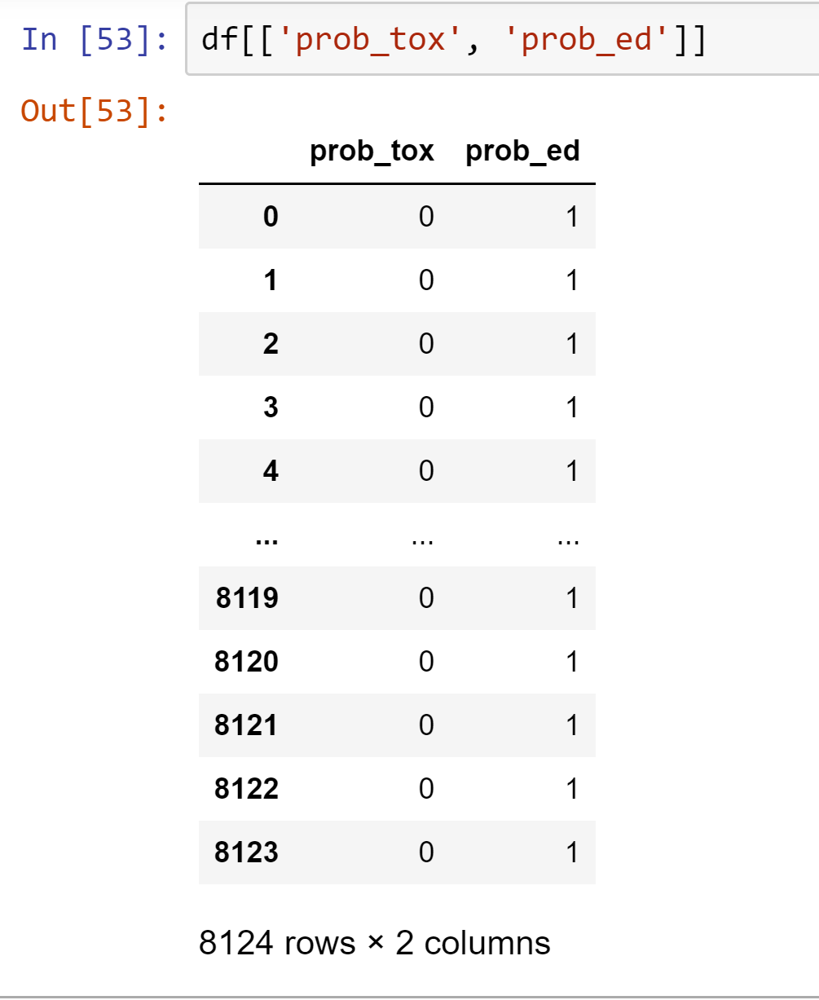 In [53]: df[['prob_tox', 'prob_ed']]
Out[53]:
prob_tox prob_ed
0 0 1
1 0 1
2 0 1
3 0 1
4 0 1
... ... ...
8119 0 1
8120 0 1
8121 0 1
8122 0 1
8123 0 1
8124 rows × 2 columns